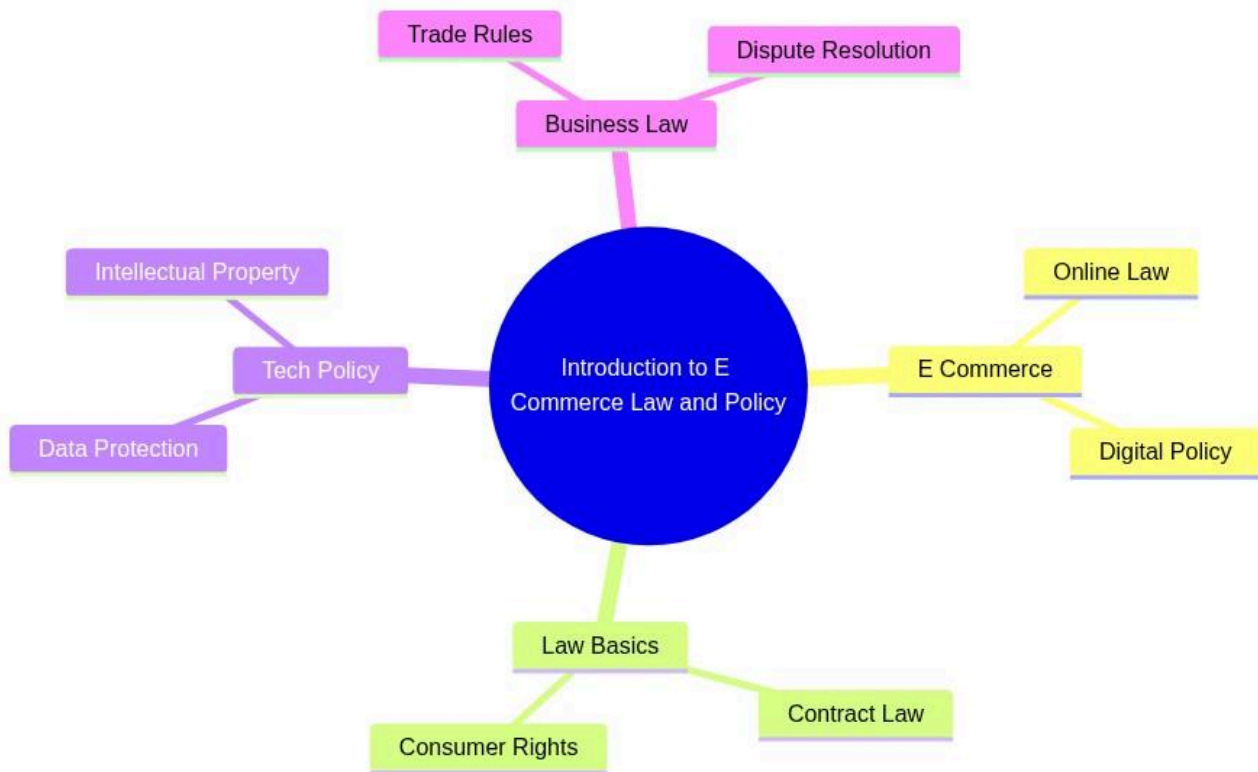 Trade Rules
Dispute Resolution
Business Law
Intellectual Property
Online Law
Tech Policy
Introduction to E
Commerce Law and Policy
E Commerce
Data Protection
Digital Policy
Law Basics
Contract Law
Consumer Rights